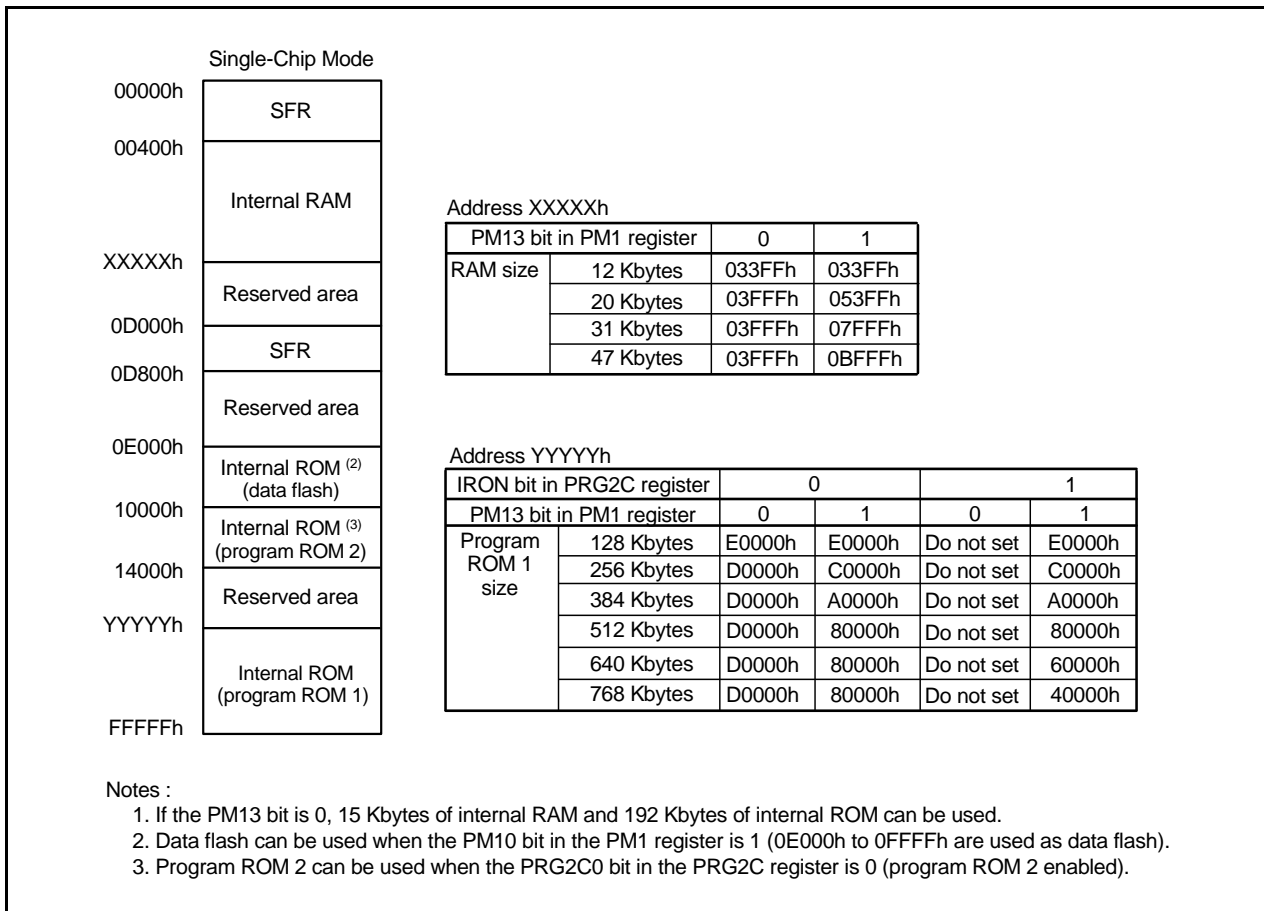 Single-Chip Mode
00000h
SFR
00400h
Internal RAM
XXXXXh
Reserved area
0D000h
SFR
0D800h
Reserved area
0E000h
Internal ROM (2)
(data flash)
10000h
Internal ROM (3)
(program ROM 2)
14000h
Reserved area
YYYYYh
Internal ROM
(program ROM 1)
FFFFFh
Address XXXXXh
PM13 bit in PM1 register 0 1
RAM size 12 Kbytes 033FFh 033FFh
20 Kbytes 03FFFh 053FFh
31 Kbytes 03FFFh 07FFFh
47 Kbytes 03FFFh 0BFFFh
Address YYYYYh
IRON bit in PRG2C register 0 1
PM13 bit in PM1 register 0 1 0 1
Program ROM 1 size 128 Kbytes E0000h E0000h Do not set E0000h
256 Kbytes D0000h C0000h Do not set C0000h
384 Kbytes D0000h A0000h Do not set A0000h
512 Kbytes D0000h 80000h Do not set 80000h
640 Kbytes D0000h 80000h Do not set 60000h
768 Kbytes D0000h 80000h Do not set 40000h
Notes :
1. If the PM13 bit is 0, 15 Kbytes of internal RAM and 192 Kbytes of internal ROM can be used.
2. Data flash can be used when the PM10 bit in the PM1 register is 1 (0E000h to 0FFFFh are used as data flash).
3. Program ROM 2 can be used when the PRG2C0 bit in the PRG2C register is 0 (program ROM 2 enabled).